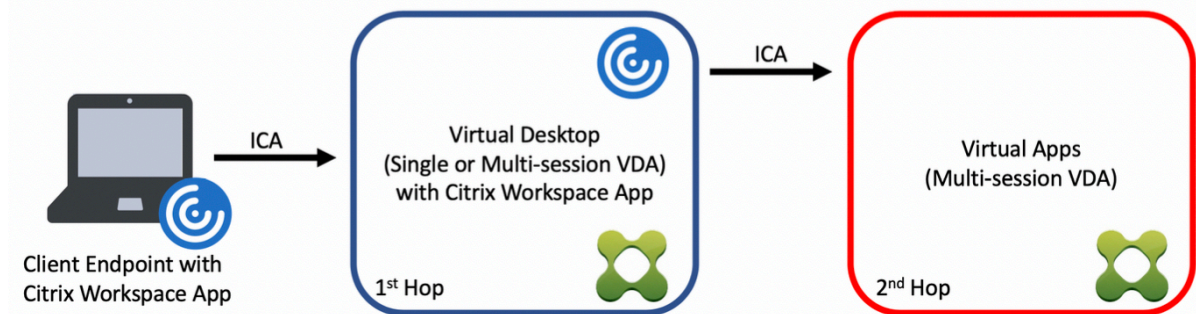 ICA
Client Endpoint with
Citrix Workspace App
Virtual Desktop
(Single or Multi-session VDA)
with Citrix Workspace App
1st Hop
ICA
Virtual Apps
(Multi-session VDA)
2nd Hop